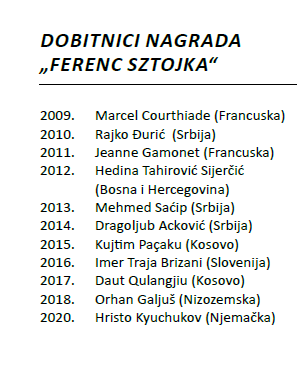 DOBITNICI NAGRADA
„FERENC SZTOJKA“
2009. Marcel Courthiade (Francuska)
2010. Rajko Đurić (Srbija)
2011. Jeanne Gamonet (Francuska)
2012. Hedina Tahirović Sijerčić
(Bosna i Hercegovina)
2013. Mehmed Saćip (Srbija)
2014. Dragoljub Acković (Srbija)
2015. Kujtim Paçaku (Kosovo)
2016. Imer Traja Brizani (Slovenija)
2017. Daut Qulangjiu (Kosovo)
2018. Orhan Galjuš (Nizozemska)
2020. Hristo Kyuchukov (Njemačka)